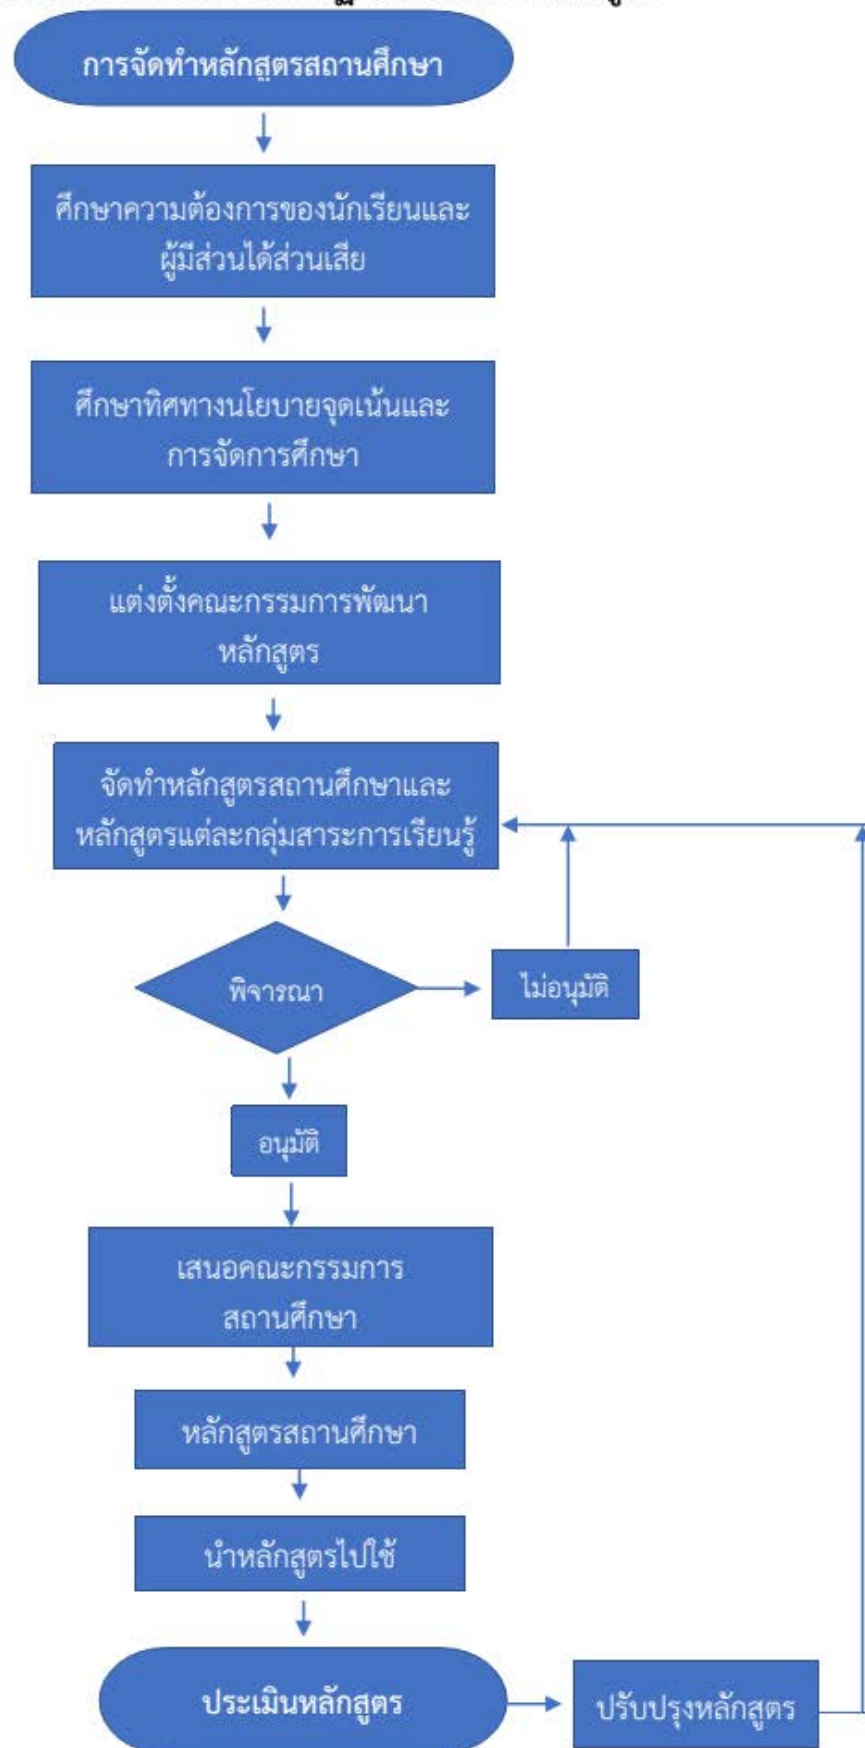 การจัดทำหลักสูตรสถานศึกษา
ศึกษาความต้องการของนักเรียนและ
ผู้มีส่วนได้ส่วนเสีย
ศึกษาทิศทางนโยบายจุดเน้นและ
การจัดการศึกษา
แต่งตั้งคณะกรรมการพัฒนา
หลักสูตร
จัดทำหลักสูตรสถานศึกษาและ
หลักสูตรแต่ละกลุ่มสาระการเรียนรู้
พิจารณา
ไม่อนุมัติ
อนุมัติ
เสนอคณะกรรมการ
สถานศึกษา
หลักสูตรสถานศึกษา
นำหลักสูตรไปใช้
ประเมินหลักสูตร
ปรับปรุงหลักสูตร